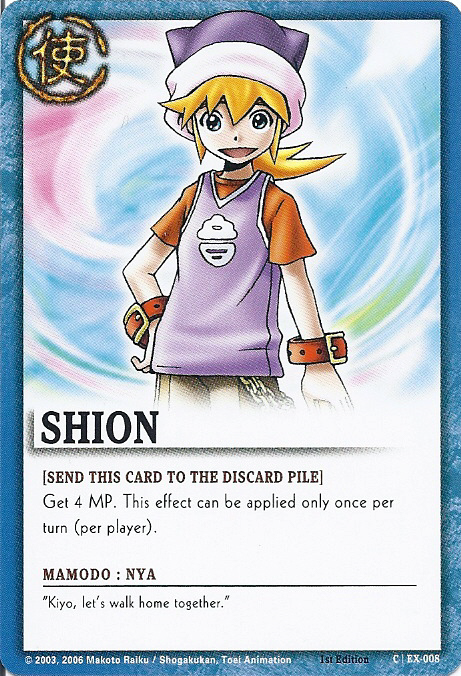 使
SHION
[SEND THIS CARD TO THE DISCARD PILE]
Get 4 MP. This effect can be applied only once per
turn (per player).
MAMODO : NYA
"Kiyo, let's walk home together."
© 2003, 2006 Makoto Raiku / Shogakukan, Toei Animation 1st Edition C | EX-008